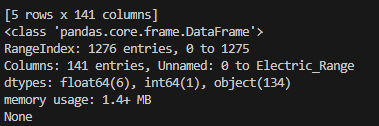 [5 rows x 141 columns]
<class 'pandas.core.frame.DataFrame'>
RangeIndex: 1276 entries, 0 to 1275
Columns: 141 entries, Unnamed: 0 to Electric_Range
dtypes: float64(6), int64(1), object(134)
memory usage: 1.4+ MB
None